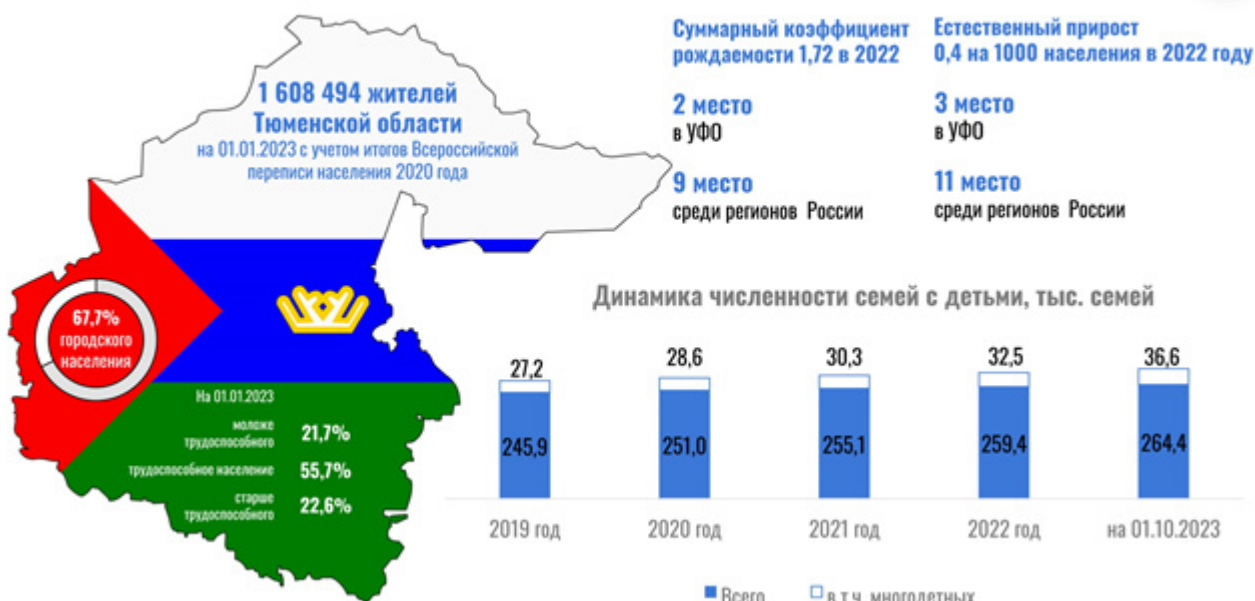 1 608 494 жителей
Тюменской области
на 01.01.2023 с учетом итогов Всероссийской
переписи населения 2020 года
67,7%
городского
населения
На 01.01.2023
моложе
трудоспособного
21,7%
трудоспособное население
55,7%
старше
трудоспособного
22,6%
Суммарный коэффициент
рождаемости 1,72 в 2022
2 место
в УФО
9 место
среди регионов России
Естественный прирост
0,4 на 1000 населения в 2022 году
3 место
в УФО
11 место
среди регионов России
Динамика численности семей с детьми, тыс. семей
27,2
28,6
30,3
32,5
36,6
245,9
251,0
255,1
259,4
264,4
2019 год
2020 год
2021 год
2022 год
на 01.10.2023
Всего
в т.ч. многодетных